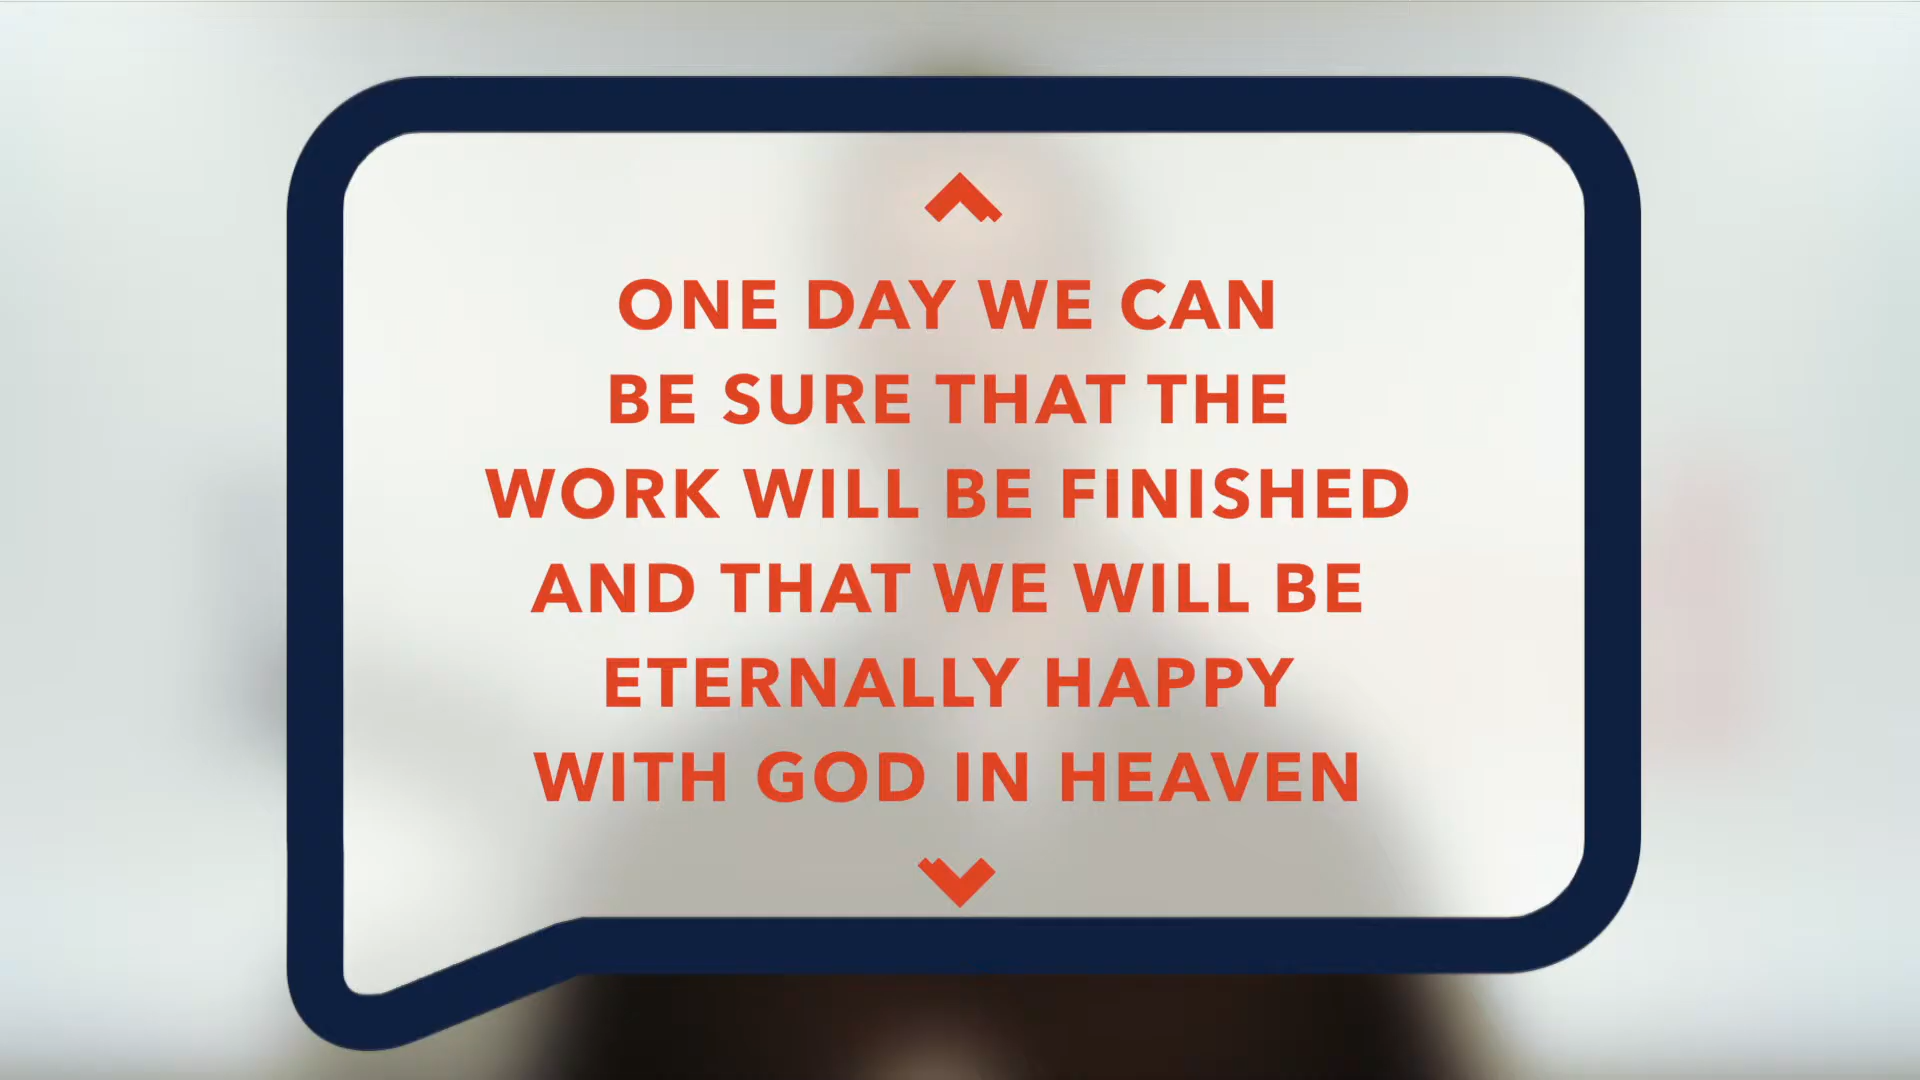 ONE DAY WE CAN
BE SURE THAT THE
WORK WILL BE FINISHED
AND THAT WE WILL BE
ETERNALLY HAPPY
WITH GOD IN HEAVEN